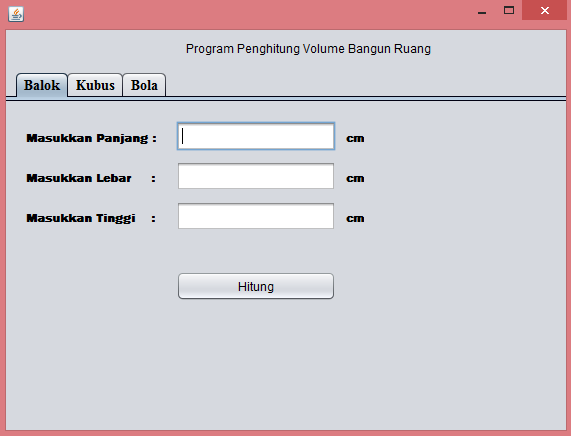 Program Penghitung Volume Bangun Ruang
Balok Kubus Bola
Masukkan Panjang : cm
Masukkan Lebar : cm
Masukkan Tinggi : cm
Hitung